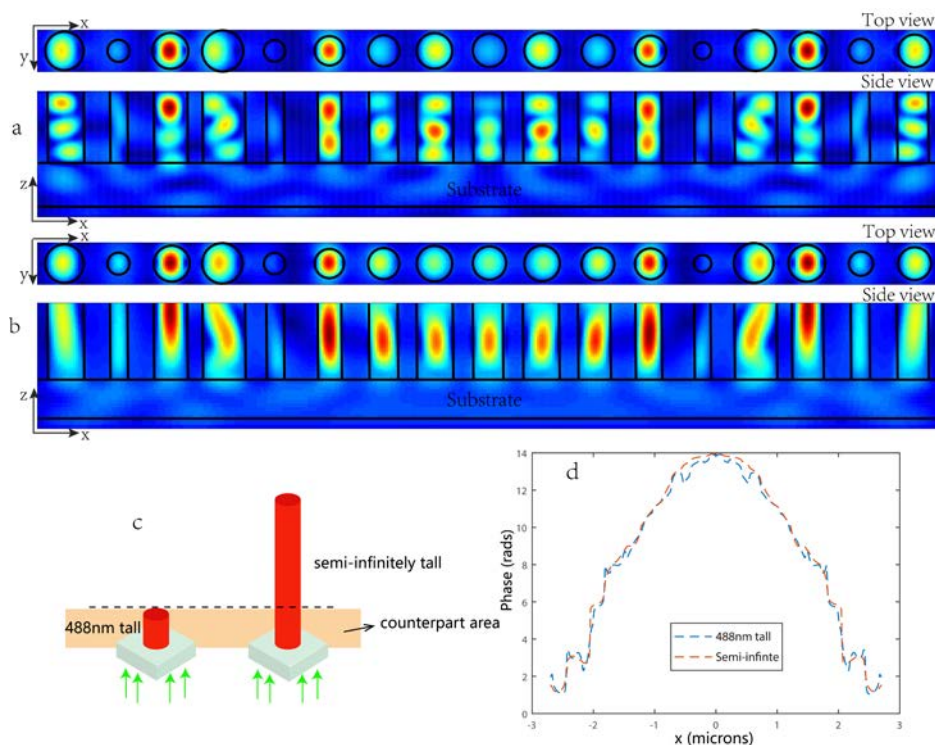 x
Top view
y
Side view
a
z
Substrate
x
x
Top view
y
Side view
b
z
Substrate
x
c
488nm tall
semi-infinitely tall
counterpart area
d
14
12
10
8
6
4
2
0
Phase (rads)
488nm tall
Semi-infinte
-3
-2
-1
0
1
2
3
x (microns)